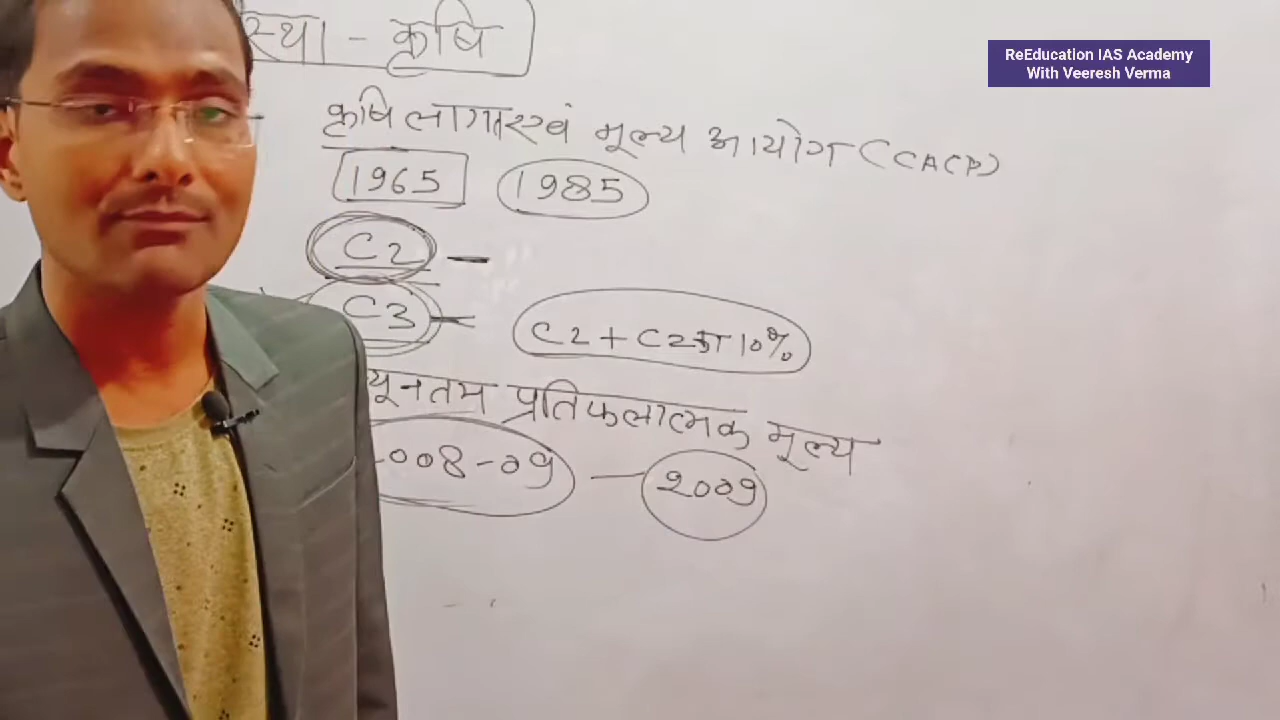 ReEducation IAS Academy
With Veeresh Verma
स्था - कृषि
कृषि लागत एवं मूल्य आयोग (CACP)
1965 1985
C2 -
C3 -
C2 + C2 का 10%
न्यूनतम प्रतिफलात्मक मूल्य
2008-09 - 2009